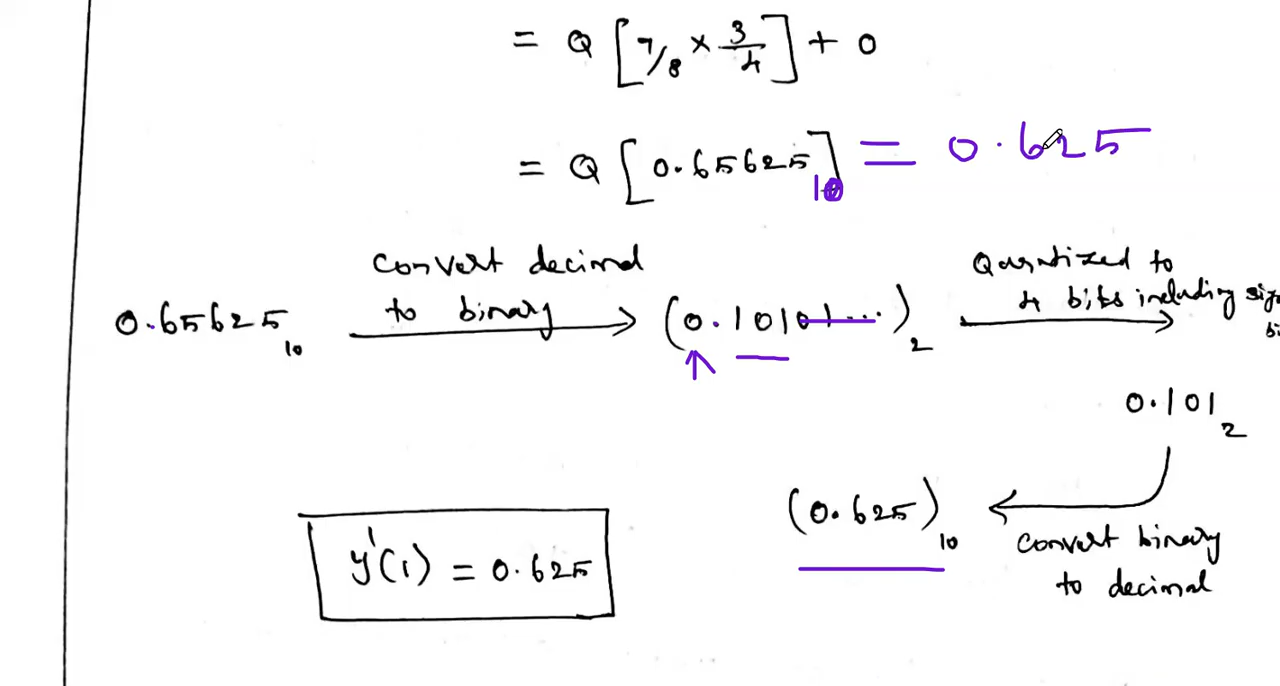 = Q [7/8 × 3/4] + 0
= Q [0.65625]10 = 0.625
convert decimal
to binary
Quantized to
4 bits including sign
bi
0.65625 10
(0.10101...)2
0.101 2
(0.625)10
convert binary
to decimal
y'(1) = 0.625